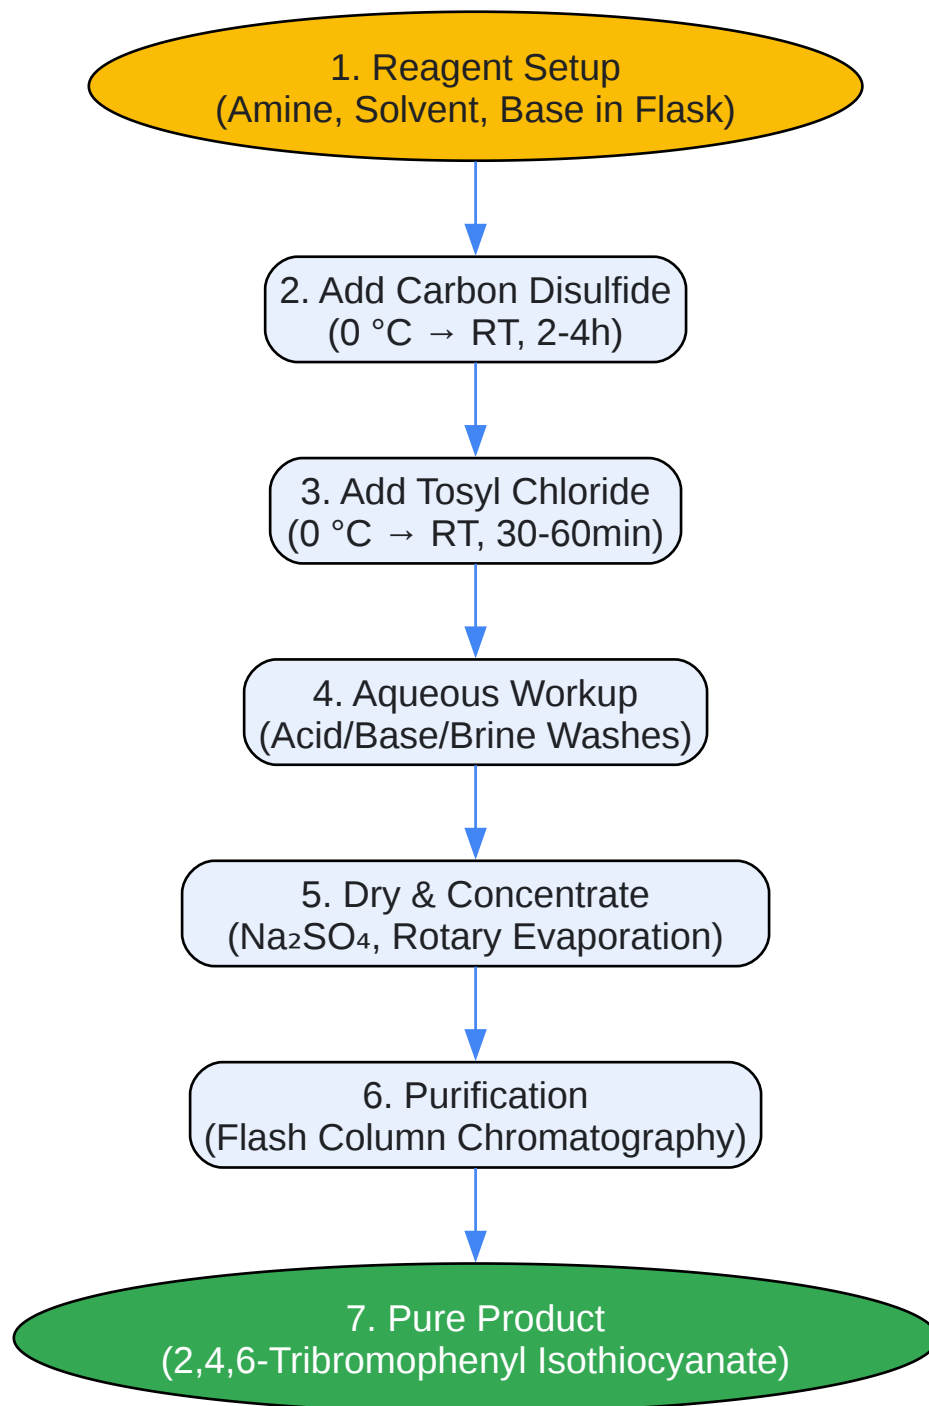 1. Reagent Setup
(Amine, Solvent, Base in Flask)
2. Add Carbon Disulfide
(0 °C → RT, 2-4h)
3. Add Tosyl Chloride
(0 °C → RT, 30-60min)
4. Aqueous Workup
(Acid/Base/Brine Washes)
5. Dry & Concentrate
(Na₂SO₄, Rotary Evaporation)
6. Purification
(Flash Column Chromatography)
7. Pure Product
(2,4,6-Tribromophenyl Isothiocyanate)